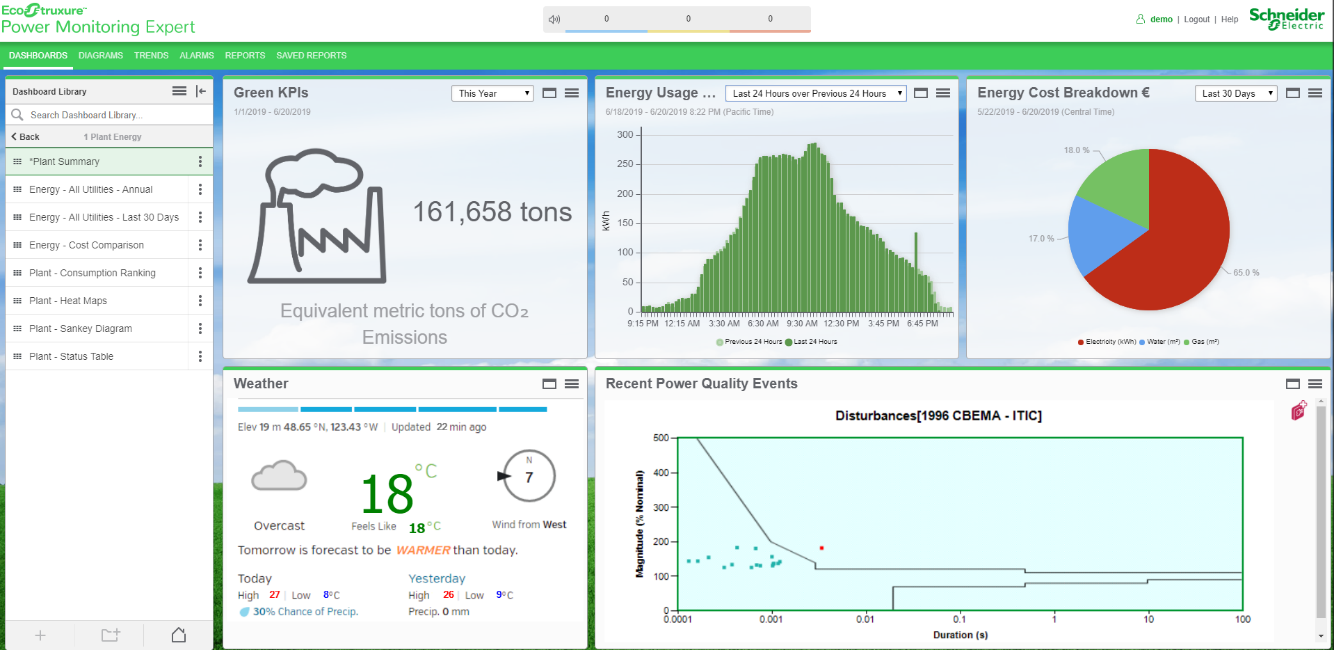 EcoStruxure™
Power Monitoring Expert
0 0 0
demo | Logout | Help
Schneider Electric
DASHBOARDS DIAGRAMS TRENDS ALARMS REPORTS SAVED REPORTS
Dashboard Library
Search Dashboard Library...
Back 1 Plant Energy
*Plant Summary
Energy - All Utilities - Annual
Energy - All Utilities - Last 30 Days
Energy - Cost Comparison
Plant - Consumption Ranking
Plant - Heat Maps
Plant - Sankey Diagram
Plant - Status Table
Green KPIs This Year
1/1/2019 - 6/20/2019
161,658 tons
Equivalent metric tons of CO₂
Emissions
Energy Usage ... Last 24 Hours over Previous 24 Hours
6/18/2019 - 6/20/2019 8:22 PM (Pacific Time)
kWh
300
250
200
150
100
50
0
9:15 PM 12:15 AM 3:30 AM 6:30 AM 9:30 AM 12:30 PM 3:45 PM 6:45 PM
Previous 24 Hours Last 24 Hours
Energy Cost Breakdown € Last 30 Days
5/22/2019 - 6/20/2019 (Central Time)
18.0 %
17.0 %
65.0 %
Electricity (kWh) Water (m³) Gas (m³)
Weather
Elev 19 m 48.65 °N, 123.43 °W | Updated 22 min ago
Overcast
18 °C
Feels Like 18 °C
N
7
Wind from West
Tomorrow is forecast to be WARMER than today.
Today
High 27 | Low 8 °C
30% Chance of Precip.
Yesterday
High 26 | Low 9 °C
Precip. 0 mm
Recent Power Quality Events
Disturbances[1996 CBEMA - ITIC]
Magnitude (% Nominal)
500
400
300
200
100
0
0.0001 0.001 0.01 0.1 1 10 100
Duration (s)